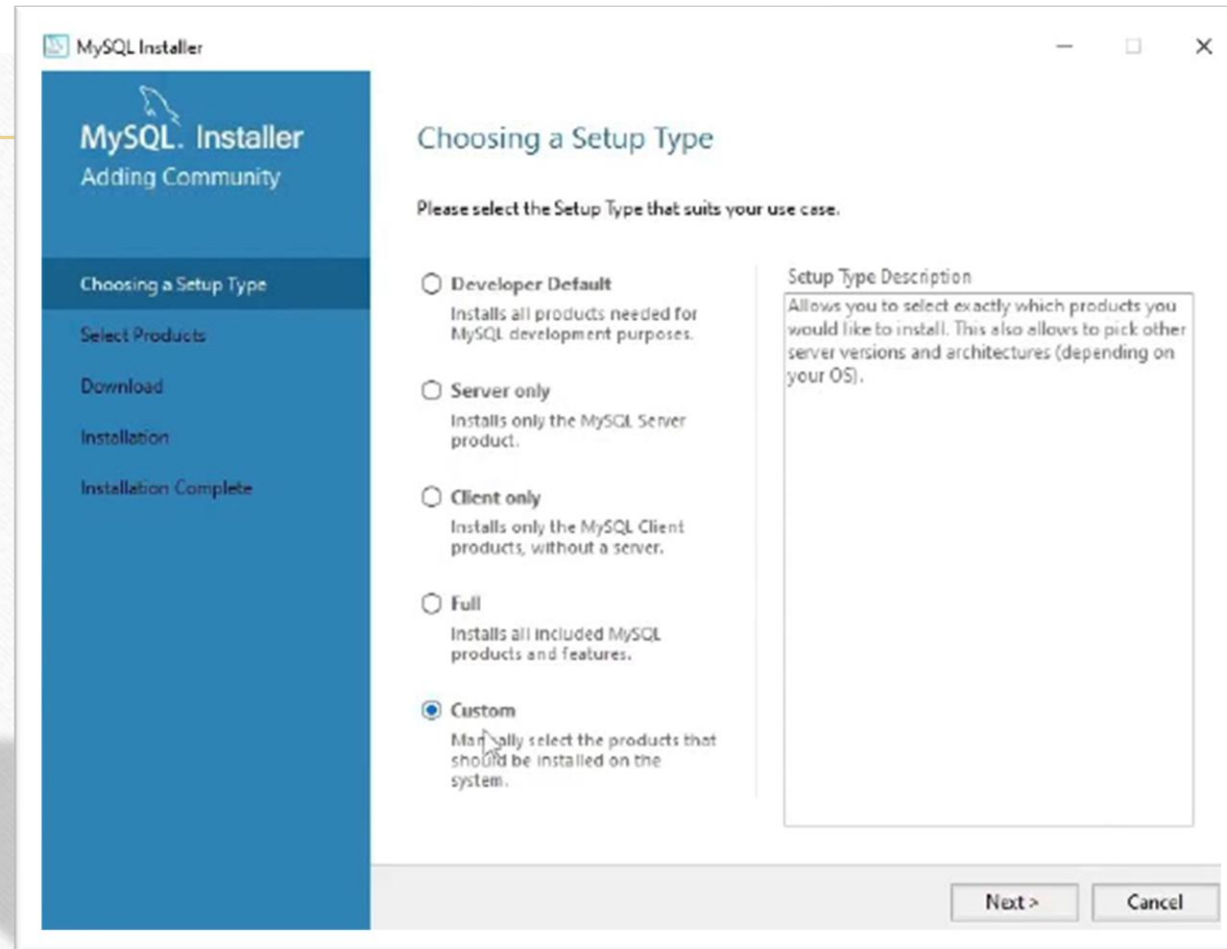 MySQL Installer
MySQL. Installer
Adding Community
Choosing a Setup Type
Select Products
Download
Installation
Installation Complete
Choosing a Setup Type
Please select the Setup Type that suits your use case.
Developer Default
Installs all products needed for
MySQL development purposes.
Server only
Installs only the MySQL Server
product.
Client only
Installs only the MySQL Client
products, without a server.
Full
Installs all included MySQL
products and features.
Custom
Manually select the products that
should be installed on the
system.
Setup Type Description
Allows you to select exactly which products you
would like to install. This also allows to pick other
server versions and architectures (depending on
your OS).
Next >
Cancel